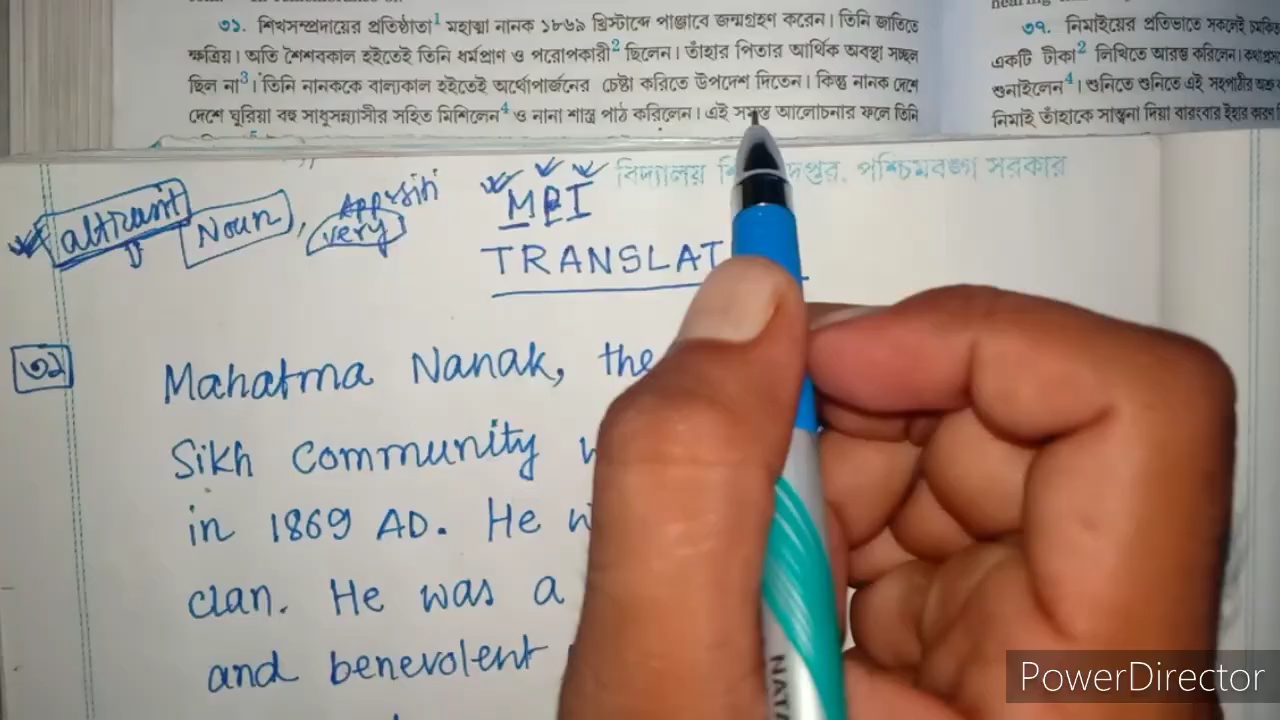 ৩১. শিখসম্প্রদায়ের প্রতিষ্ঠাতা1 মহাত্মা নানক ১৮৬৯ খ্রিস্টাব্দে পাঞ্জাবে জন্মগ্রহণ করেন। তিনি জাতিতে
ক্ষত্রিয়। অতি শৈশবকাল হইতেই তিনি ধর্মপ্রাণ ও পরোপকারী2 ছিলেন। তাঁহার পিতার আর্থিক অবস্থা সচ্ছল
ছিল না3। তিনি নানককে বাল্যকাল হইতেই অর্থোপার্জনের চেষ্টা করিতে উপদেশ দিতেন। কিন্তু নানক দেশে
দেশে ঘুরিয়া বহু সাধুসন্ন্যাসীর সহিত মিশিলেন4 ও নানা শাস্ত্র পাঠ করিলেন। এই সমস্ত আলোচনার ফলে তিনি
৩৭. নিমাইয়ের প্রতিভাতে সকলেই
একটি টীকা2 লিখিতে আরম্ভ করিলেন।
শুনাইলেন4। শুনিতে শুনিতে এই সহপাঠীর
নিমাই তাঁহাকে সান্ত্বনা দিয়া বারংবার ইহার
বিদ্যালয় পশ্চিমবঙ্গ সরকার
Noun,
very
TRANSLAT
৩১
Mahatma Nanak, the
Sikh Community
in 1869 AD. He
clan. He was a
and benevolent
NATA
PowerDirector